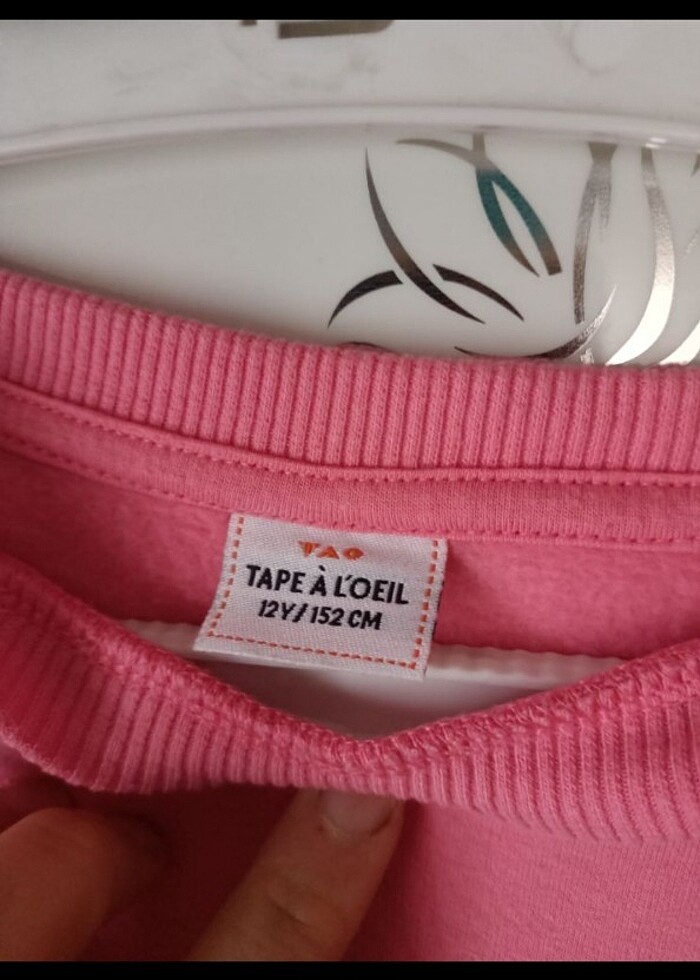 TAO
TAPE À L'OEIL
12Y/152 CM